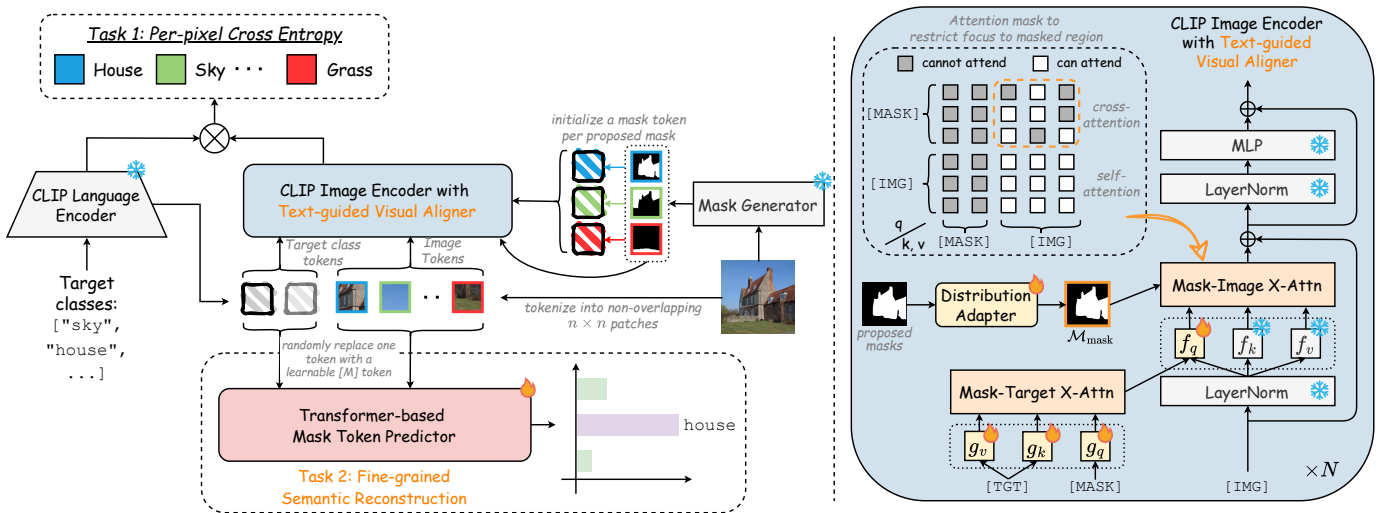 Task 1: Per-pixel Cross Entropy
House
Sky
...
Grass
CLIP Language
Encoder
Target
classes:
["sky",
"house",
...]
CLIP Image Encoder with
Text-guided Visual Aligner
initialize a mask token
per proposed mask
Mask Generator
Target class
tokens
Image
Tokens
..
tokenize into non-overlapping
n × n patches
randomly replace one
token with a
learnable [M] token
Transformer-based
Mask Token Predictor
house
Task 2: Fine-grained
Semantic Reconstruction
Attention mask to
restrict focus to masked region
cannot attend
can attend
[MASK]
cross-
attention
[IMG]
self-
attention
q
k, v
[MASK]
[IMG]
CLIP Image Encoder
with Text-guided
Visual Aligner
MLP
LayerNorm
Mask-Image X-Attn
proposed
masks
Distribution
Adapter
M_mask
f_q
f_k
f_v
Mask-Target X-Attn
LayerNorm
g_v
g_k
g_q
[TGT]
[MASK]
[IMG]
×N